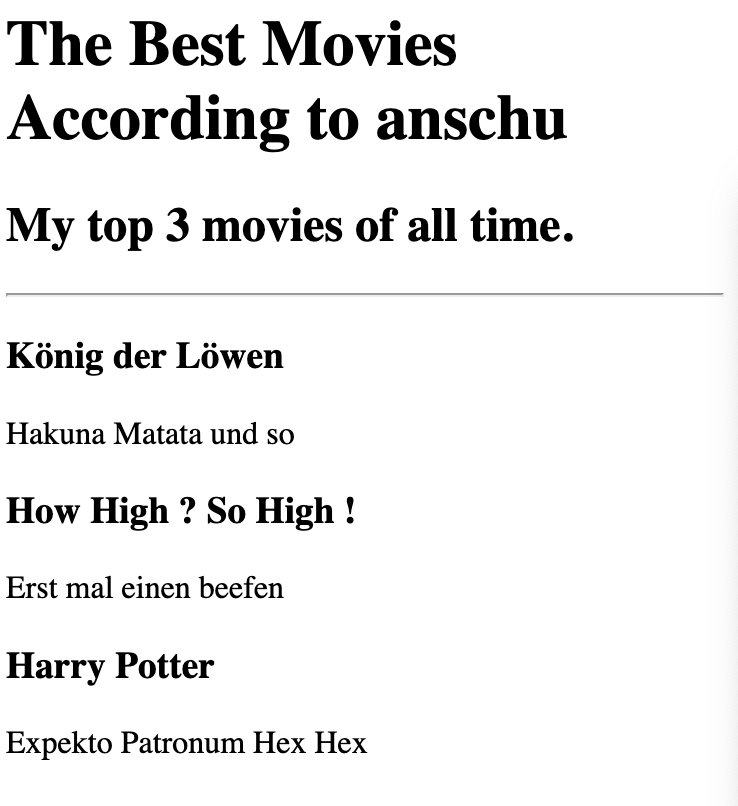 The Best Movies
According to anschu
My top 3 movies of all time.
König der Löwen
Hakuna Matata und so
How High ? So High !
Erst mal einen beefen
Harry Potter
Expekto Patronum Hex Hex